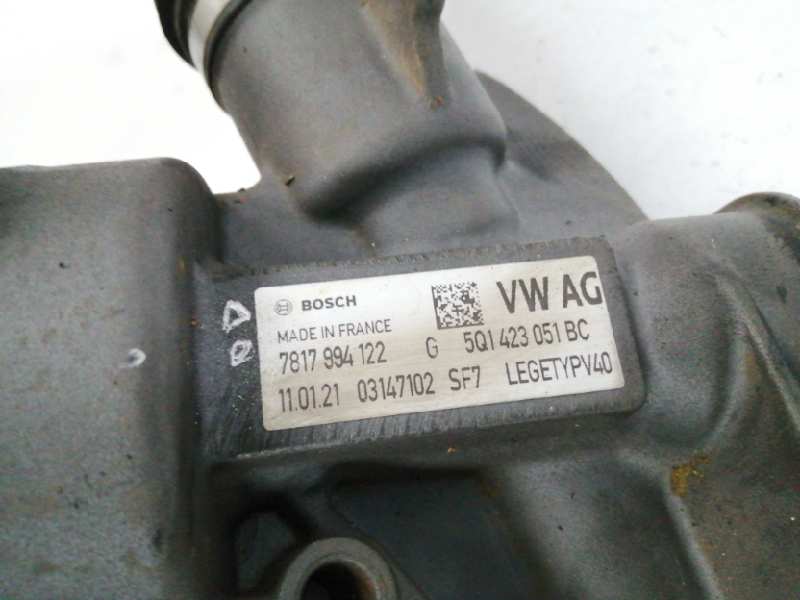 BOSCH VW AG
MADE IN FRANCE
7817 994 122 G 5Q1 423 051 BC
11.01.21 03147102 SF7 LEGETYPV40